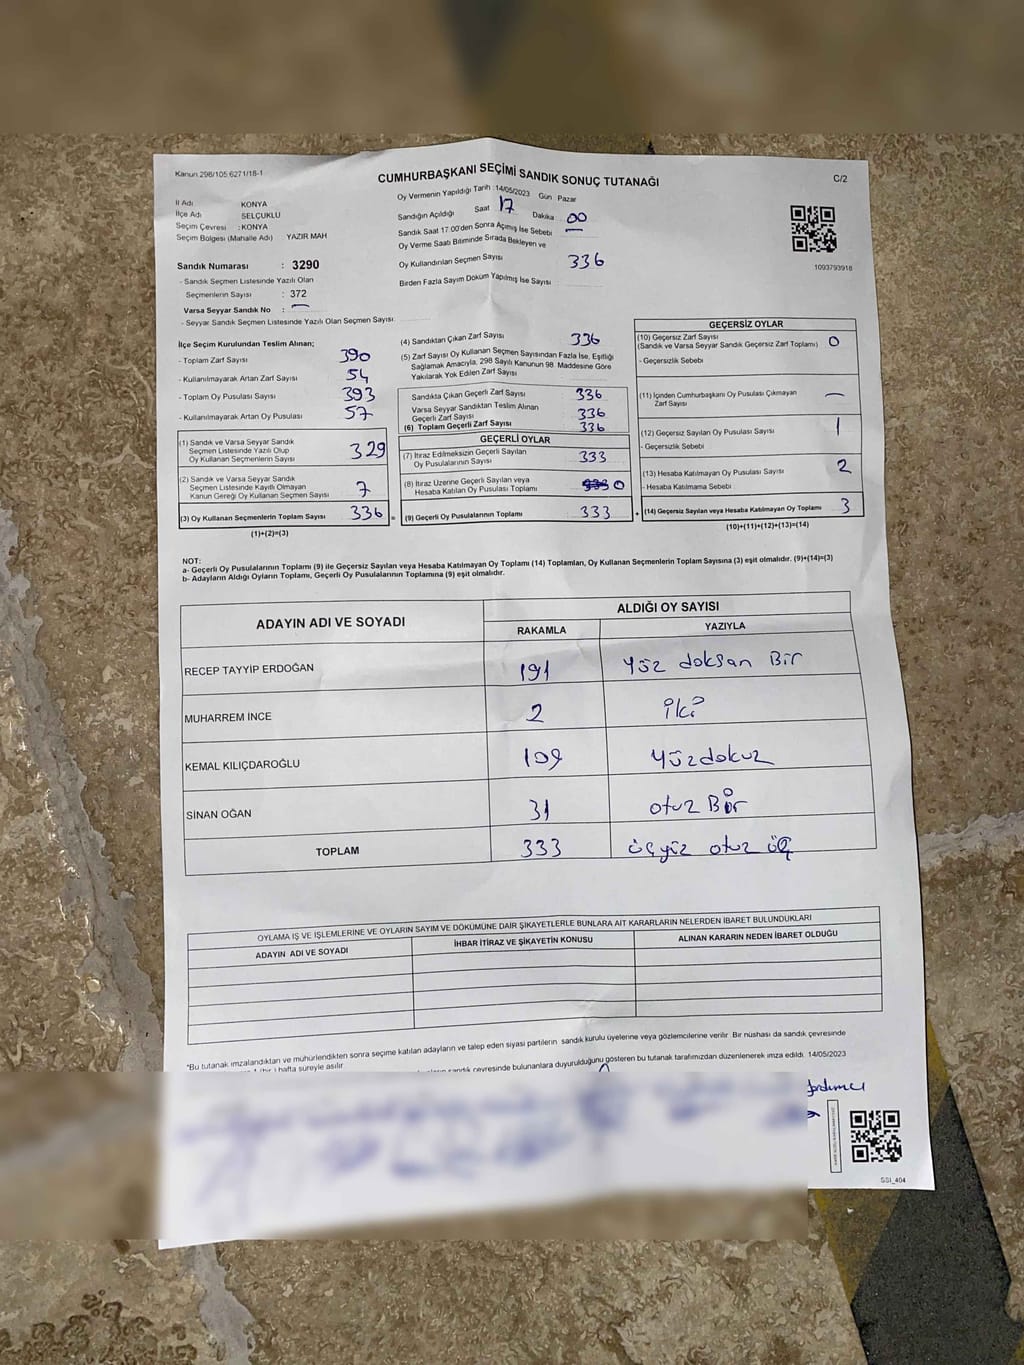 Kanun 298/105 6271/18-1
CUMHURBAŞKANI SEÇİMİ SANDIK SONUÇ TUTANAĞI
C/2
İl Adı KONYA
İlçe Adı SELÇUKLU
Seçim Çevresi : KONYA
Seçim Bölgesi (Mahalle Adı) : YAZIR MAH
Sandık Numarası : 3290
- Sandık Seçmen Listesinde Yazılı Olan
Seçmenlerin Sayısı : 372
Varsa Seyyar Sandık No : —
- Seyyar Sandık Seçmen Listesinde Yazılı Olan Seçmen Sayısı:
Oy Vermenin Yapıldığı Tarih : 14/05/2023 Gün Pazar
Sandığın Açıldığı Saat 17 Dakika 00
Sandık Saat 17:00'den Sonra Açımış İse Sebebi —
Oy Verme Saati Bitiminde Sırada Bekleyen ve
Oy Kullandırılan Seçmen Sayısı 336
Birden Fazla Sayım Döküm Yapılmış İse Sayısı
1093793918
İlçe Seçim Kurulundan Teslim Alınan;
- Toplam Zarf Sayısı 390
- Kullanılmayarak Artan Zarf Sayısı 54
- Toplam Oy Pusulası Sayısı 393
- Kullanılmayarak Artan Oy Pusulası 57
(1) Sandık ve Varsa Seyyar Sandık
Seçmen Listesinde Yazılı Olup
Oy Kullanan Seçmenlerin Sayısı 329
(2) Sandık ve Varsa Seyyar Sandık
Seçmen Listesinde Kayıtlı Olmayan
Kanun Gereği Oy Kullanan Seçmen Sayısı 7
(3) Oy Kullanan Seçmenlerin Toplam Sayısı 336 =
(1)+(2)=(3)
(4) Sandıktan Çıkan Zarf Sayısı 336
(5) Zarf Sayısı Oy Kullanan Seçmen Sayısından Fazla İse, Eşitliği
Sağlamak Amacıyla, 298 Sayılı Kanunun 98. Maddesine Göre
Yakılarak Yok Edilen Zarf Sayısı
Sandıkta Çıkan Geçerli Zarf Sayısı 336
Varsa Seyyar Sandıktan Teslim Alınan
Geçerli Zarf Sayısı 336
(6) Toplam Geçerli Zarf Sayısı 336
GEÇERLİ OYLAR
(7) İtiraz Edilmeksizin Geçerli Sayılan
Oy Pusulalarının Sayısı 333
(8) İtiraz Üzerine Geçerli Sayılan veya
Hesaba Katılan Oy Pusulası Toplamı 0
(9) Geçerli Oy Pusulalarının Toplamı 333 +
GEÇERSİZ OYLAR
(10) Geçersiz Zarf Sayısı
(Sandık ve Varsa Seyyar Sandık Geçersiz Zarf Toplamı) 0
- Geçersizlik Sebebi
(11) İçinden Cumhurbaşkanı Oy Pusulası Çıkmayan
Zarf Sayısı —
(12) Geçersiz Sayılan Oy Pusulası Sayısı 1
- Geçersizlik Sebebi
(13) Hesaba Katılmayan Oy Pusulası Sayısı 2
- Hesaba Katılmama Sebebi :
(14) Geçersiz Sayılan veya Hesaba Katılmayan Oy Toplamı 3
(10)+(11)+(12)+(13)=(14)
NOT:
a- Geçerli Oy Pusulalarının Toplamı (9) ile Geçersiz Sayılan veya Hesaba Katılmayan Oy Toplamı (14) Toplamları, Oy Kullanan Seçmenlerin Toplam Sayısına (3) eşit olmalıdır. (9)+(14)=(3)
b- Adayların Aldığı Oyların Toplamı, Geçerli Oy Pusulalarının Toplamına (9) eşit olmalıdır.
ADAYIN ADI VE SOYADI
ALDIĞI OY SAYISI
RAKAMLA YAZIYLA
RECEP TAYYİP ERDOĞAN 191 Yüz doksan Bir
MUHARREM İNCE 2 iki
KEMAL KILIÇDAROĞLU 109 Yüzdokuz
SİNAN OĞAN 31 otuz Bir
TOPLAM 333 üçyüz otuz üç
OYLAMA İŞ VE İŞLEMLERİNE VE OYLARIN SAYIM VE DÖKÜMÜNE DAİR ŞİKAYETLERLE BUNLARA AİT KARARLARIN NELERDEN İBARET BULUNDUKLARI
ADAYIN ADI VE SOYADI İHBAR İTİRAZ VE ŞİKAYETİN KONUSU ALINAN KARARIN NEDEN İBARET OLDUĞU
*Bu tutanak imzalandıktan ve mühürlendikten sonra seçime katılan adayların ve talep eden siyasi partilerin sandık kurulu üyelerine veya gözlemcilerine verilir. Bir nüshası da sandık çevresinde
hafta süreyle asılır
sandık çevresinde bulunanlara duyurulduğunu gösteren bu tutanak tarafımızdan düzenlenerek imza edildi. 14/05/2023
SSI_404